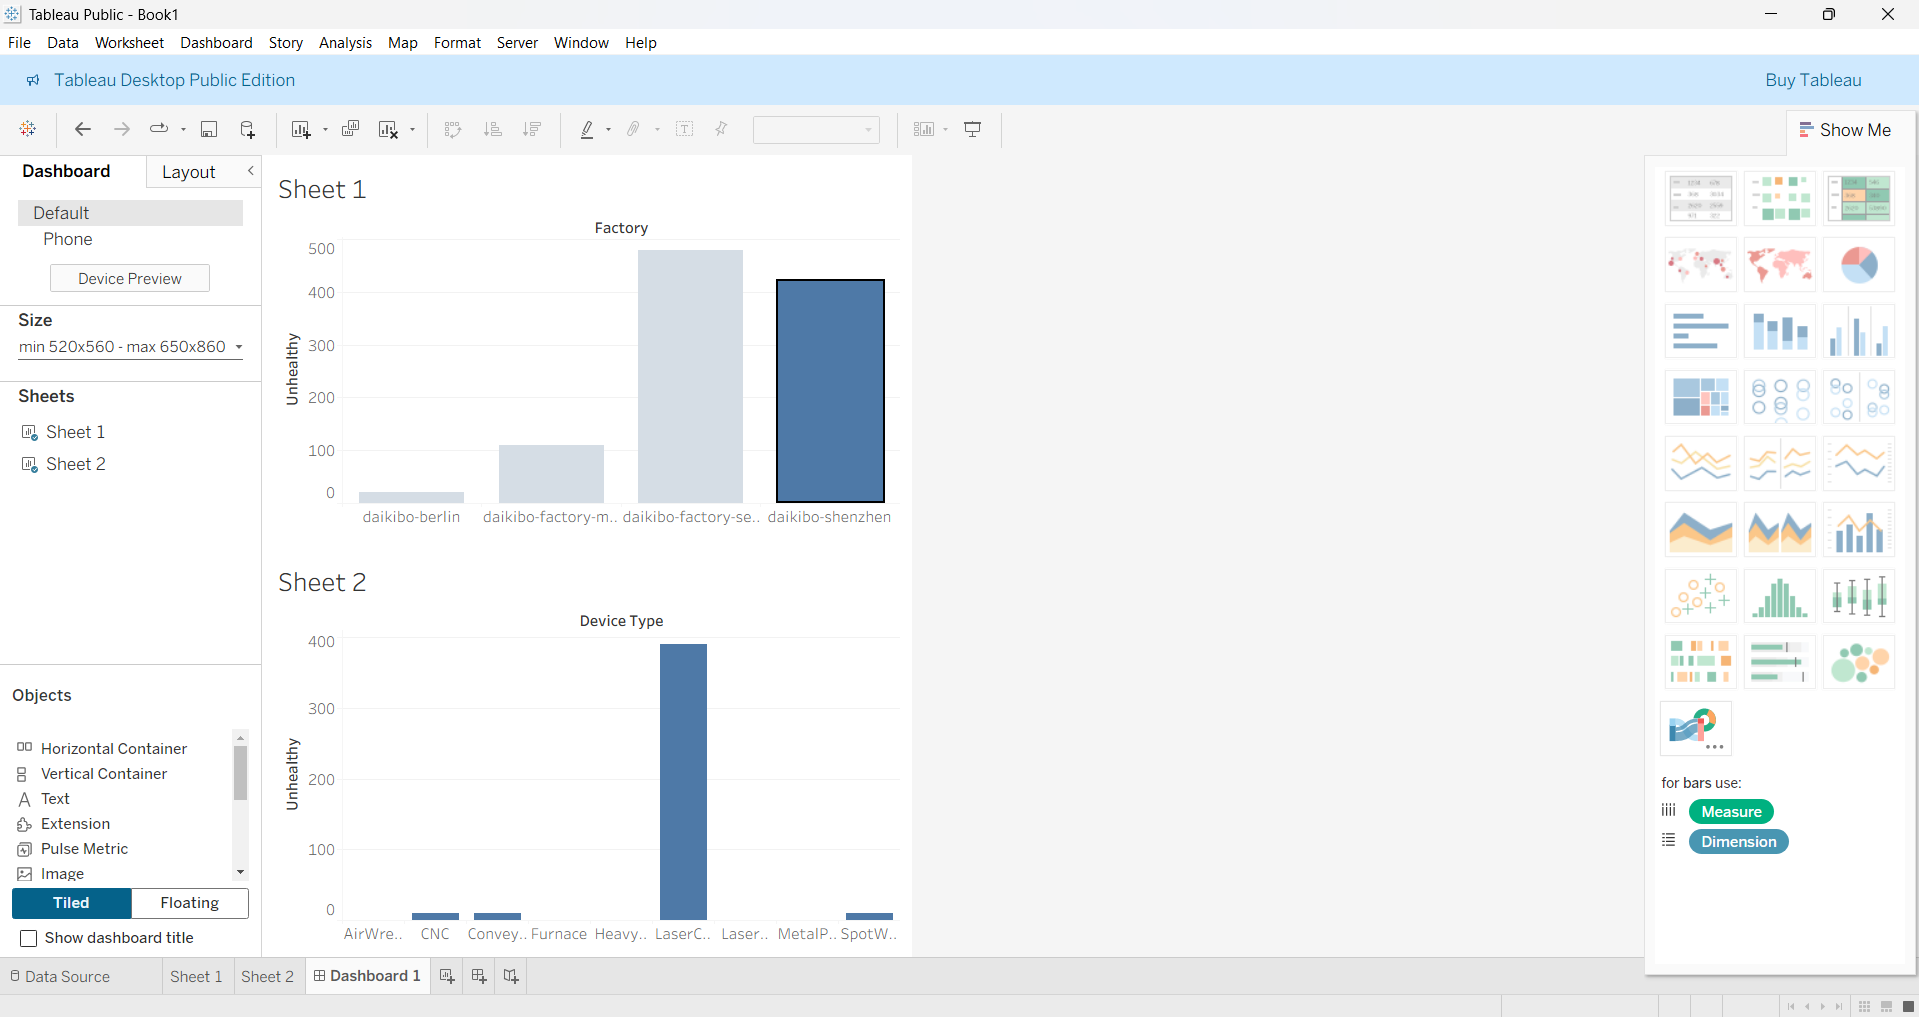 Tableau Public - Book1
File Data Worksheet Dashboard Story Analysis Map Format Server Window Help
Tableau Desktop Public Edition
Buy Tableau
Show Me
Dashboard
Layout
Default
Phone
Device Preview
Size
min 520x560 - max 650x860
Sheets
Sheet 1
Sheet 2
Objects
Horizontal Container
Vertical Container
Text
Extension
Pulse Metric
Image
Tiled
Floating
Show dashboard title
Sheet 1
Factory
Unhealthy
500
400
300
200
100
0
daikibo-berlin daikibo-factory-m.. daikibo-factory-se.. daikibo-shenzhen
Sheet 2
Device Type
Unhealthy
400
300
200
100
0
AirWre.. CNC Convey.. Furnace Heavy.. LaserC.. Laser.. MetalP.. SpotW..
for bars use:
Measure
Dimension
Data Source
Sheet 1
Sheet 2
Dashboard 1